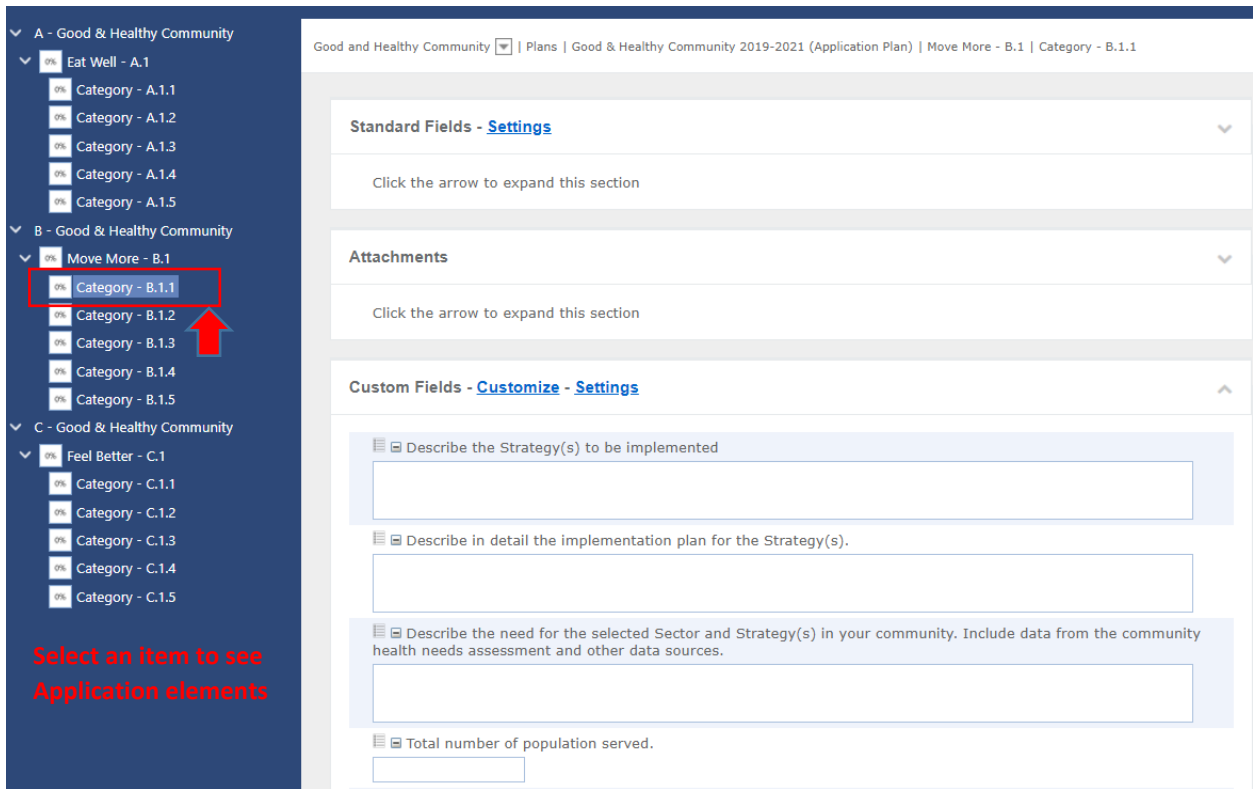 A - Good & Healthy Community
0% Eat Well - A.1
0% Category - A.1.1
0% Category - A.1.2
0% Category - A.1.3
0% Category - A.1.4
0% Category - A.1.5
B - Good & Healthy Community
0% Move More - B.1
0% Category - B.1.1
0% Category - B.1.2
0% Category - B.1.3
0% Category - B.1.4
0% Category - B.1.5
C - Good & Healthy Community
0% Feel Better - C.1
0% Category - C.1.1
0% Category - C.1.2
0% Category - C.1.3
0% Category - C.1.4
0% Category - C.1.5
Select an item to see
Application elements
Good and Healthy Community | Plans | Good & Healthy Community 2019-2021 (Application Plan) | Move More - B.1 | Category - B.1.1
Standard Fields - Settings
Click the arrow to expand this section
Attachments
Click the arrow to expand this section
Custom Fields - Customize - Settings
Describe the Strategy(s) to be implemented
Describe in detail the implementation plan for the Strategy(s).
Describe the need for the selected Sector and Strategy(s) in your community. Include data from the community
health needs assessment and other data sources.
Total number of population served.